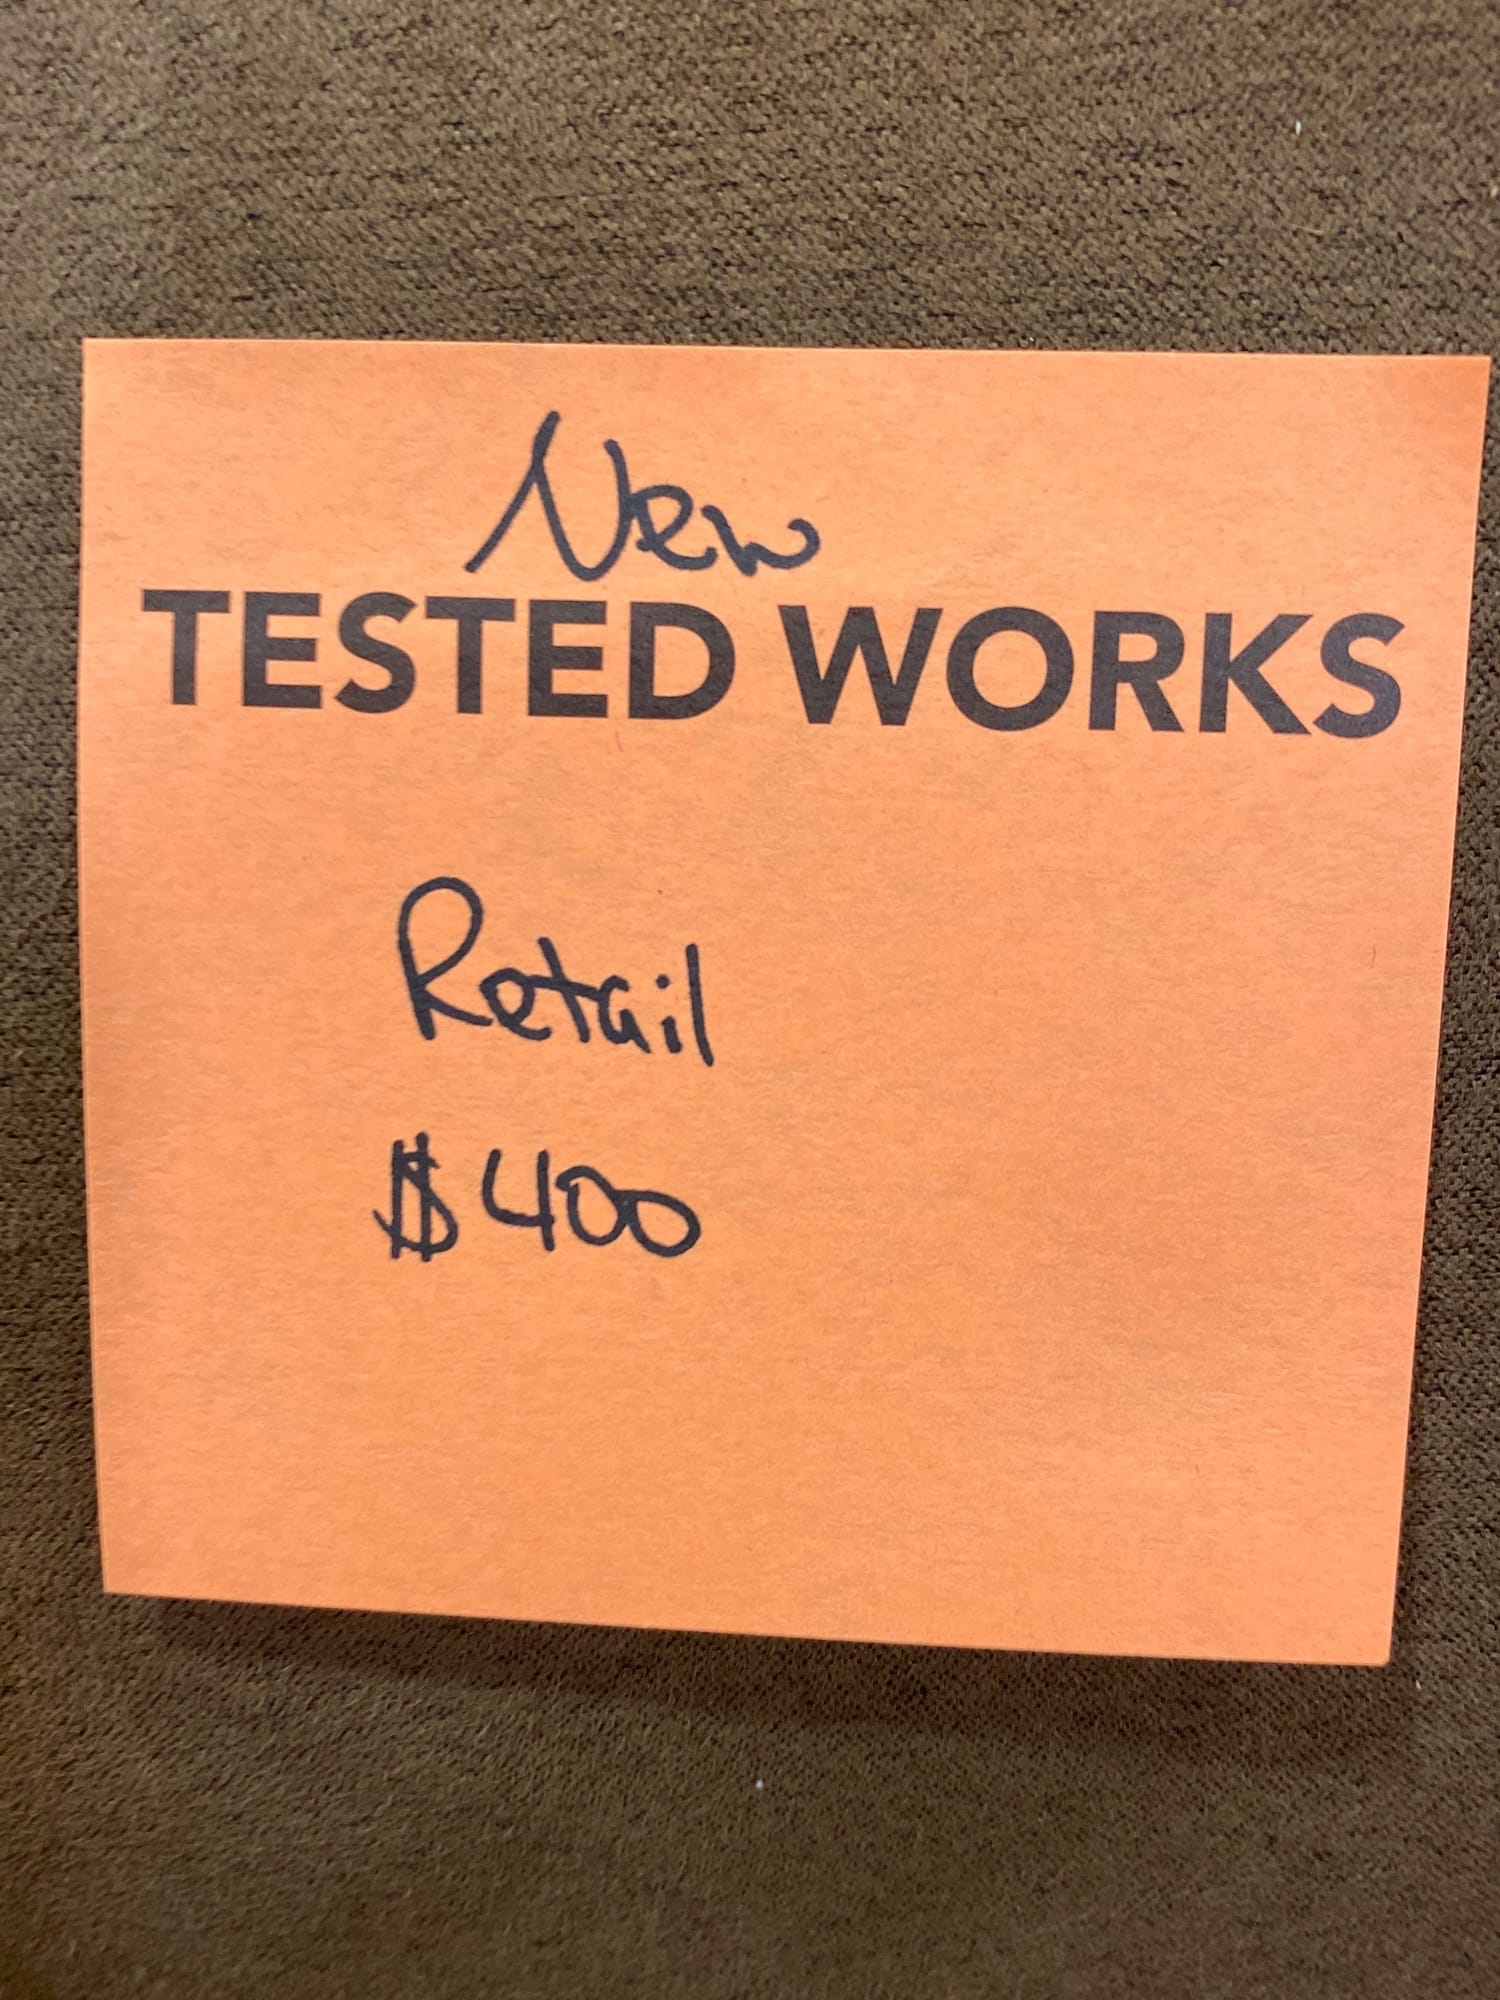 New
TESTED WORKS
Retail
$400